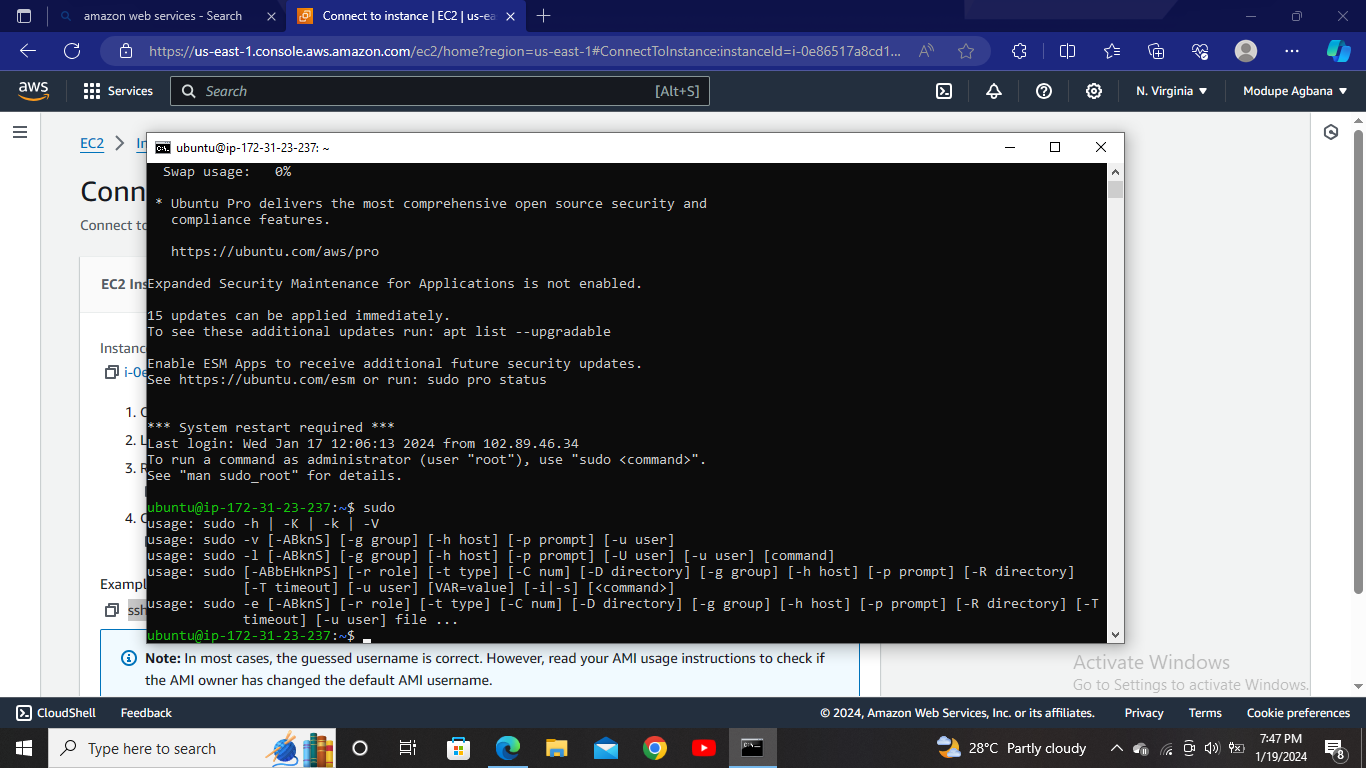 amazon web services - Search
Connect to instance | EC2 | us-ea
https://us-east-1.console.aws.amazon.com/ec2/home?region=us-east-1#ConnectToInstance:instanceId=i-0e86517a8cd1...
aws
Services
Search
[Alt+S]
N. Virginia
Modupe Agbana
EC2
In
ubuntu@ip-172-31-23-237: ~
Conn
Connect to
EC2 Ins
Instanc
i-0e
1. C
2. L
3. R
4. C
Exampl
ssh
Swap usage: 0%
* Ubuntu Pro delivers the most comprehensive open source security and
compliance features.
https://ubuntu.com/aws/pro
Expanded Security Maintenance for Applications is not enabled.
15 updates can be applied immediately.
To see these additional updates run: apt list --upgradable
Enable ESM Apps to receive additional future security updates.
See https://ubuntu.com/esm or run: sudo pro status
*** System restart required ***
Last login: Wed Jan 17 12:06:13 2024 from 102.89.46.34
To run a command as administrator (user "root"), use "sudo <command>".
See "man sudo_root" for details.
ubuntu@ip-172-31-23-237:~$ sudo
usage: sudo -h | -K | -k | -V
usage: sudo -v [-ABknS] [-g group] [-h host] [-p prompt] [-u user]
usage: sudo -l [-ABknS] [-g group] [-h host] [-p prompt] [-U user] [-u user] [command]
usage: sudo [-ABbEHknPS] [-r role] [-t type] [-C num] [-D directory] [-g group] [-h host] [-p prompt] [-R directory]
[-T timeout] [-u user] [VAR=value] [-i|-s] [<command>]
usage: sudo -e [-ABknS] [-r role] [-t type] [-C num] [-D directory] [-g group] [-h host] [-p prompt] [-R directory] [-T
timeout] [-u user] file ...
ubuntu@ip-172-31-23-237:~$
Note: In most cases, the guessed username is correct. However, read your AMI usage instructions to check if
the AMI owner has changed the default AMI username.
Activate Windows
Go to Settings to activate Windows.
CloudShell
Feedback
© 2024, Amazon Web Services, Inc. or its affiliates.
Privacy
Terms
Cookie preferences
Type here to search
28°C Partly cloudy
7:47 PM
1/19/2024
8